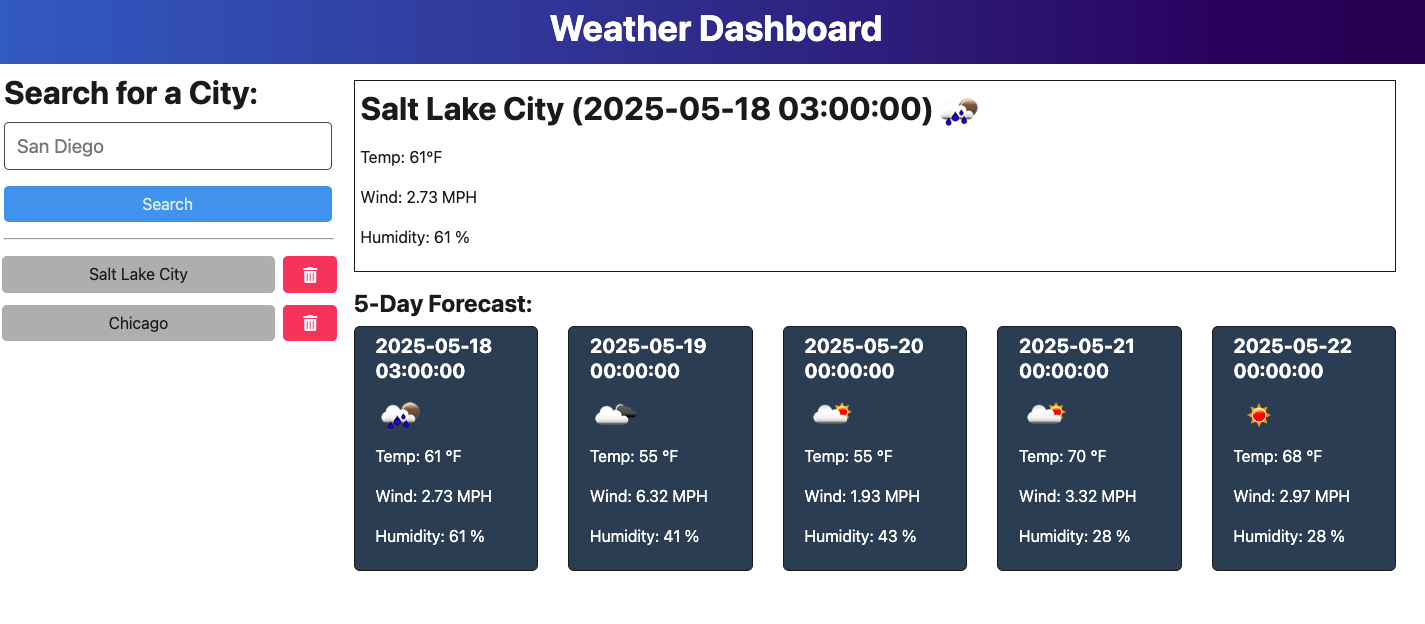 Weather Dashboard
Search for a City:
San Diego
Search
Salt Lake City
Chicago
Salt Lake City (2025-05-18 03:00:00)
Temp: 61°F
Wind: 2.73 MPH
Humidity: 61 %
5-Day Forecast:
2025-05-18
03:00:00
Temp: 61 °F
Wind: 2.73 MPH
Humidity: 61 %
2025-05-19
00:00:00
Temp: 55 °F
Wind: 6.32 MPH
Humidity: 41 %
2025-05-20
00:00:00
Temp: 55 °F
Wind: 1.93 MPH
Humidity: 43 %
2025-05-21
00:00:00
Temp: 70 °F
Wind: 3.32 MPH
Humidity: 28 %
2025-05-22
00:00:00
Temp: 68 °F
Wind: 2.97 MPH
Humidity: 28 %